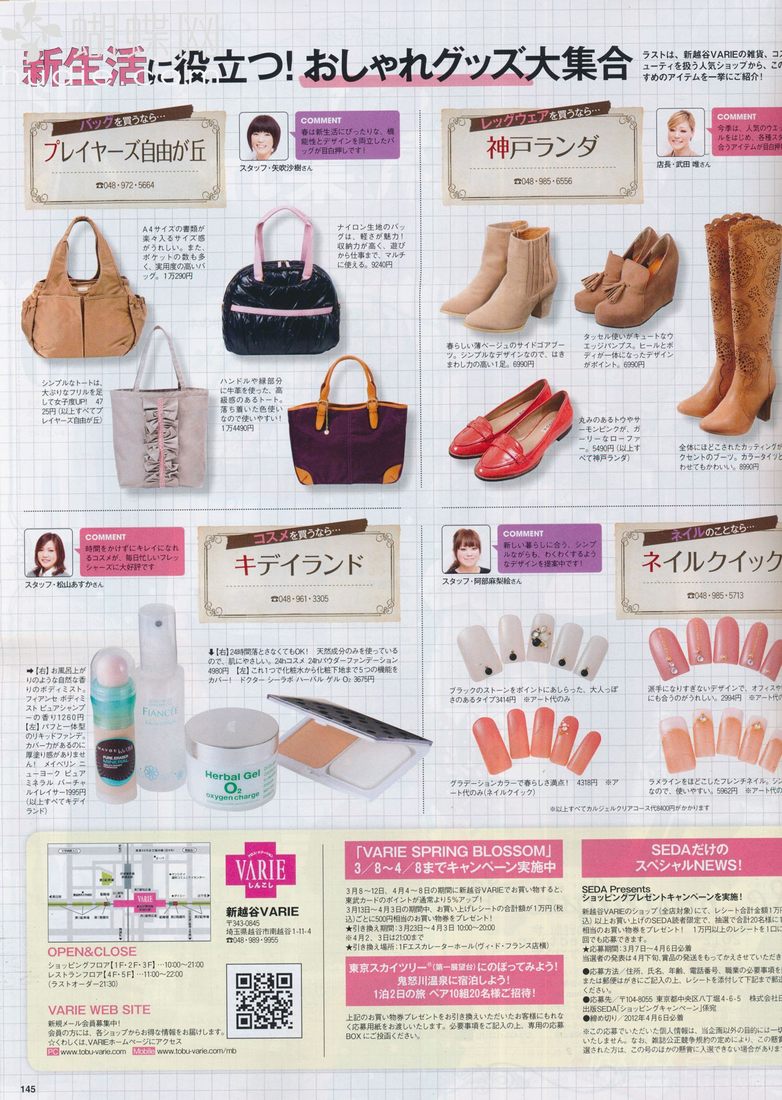 新生活に役立つ! おしゃれグッズ大集合
ラストは、新越谷VARIEの雑貨、コス
ューティを扱う人気ショップから、この
すめのアイテムを一挙にご紹介!
バッグを買うなら…
プレイヤーズ自由が丘
☎048・972・5664
COMMENT
春は新生活にぴったりな、機
能性とデザインを両立したバ
ッグが目白押しです!
スタッフ・矢吹沙樹さん
レッグウェアを買うなら…
神戸ランダ
☎048・985・6556
COMMENT
今季は、人気のウエ
ルをはじめ、各種スタ
合うアイテムが目白押
店長・武田 唯さん
A4サイズの書類が
楽々入るサイズ感
がうれしい。また、
ポケットの数も多
く、実用度の高いバ
ッグ。1万290円
ナイロン生地のバッ
グは、軽さが魅力!
収納力が高く、遊び
から仕事まで、マルチ
に使える。9240円
シンプルなトートは、
大ぶりなフリルを足
して女子度UP! 47
25円(以上すべてプ
レイヤーズ自由が丘)
ハンドルや縁部分
に牛革を使った、高
級感のあるトート。
落ち着いた色使い
なので使いやすい!
1万4490円
春らしい薄ベージュのサイドゴアブー
ツ。シンプルなデザインなので、はき
まわし力の高い1足。6990円
タッセル使いがキュートなウ
エッジパンプス。ヒールとボ
ディが一体になったデザイン
がポイント。6990円
丸みのあるトウやサ
ーモンピンクが、ガ
ーリーなローファ
ー。5490円(以上す
べて神戸ランダ)
全体にほどこされたカッティングが
クセントのブーツ。カラータイツと
わせてもかわいい。8990円
COMMENT
時間をかけずにキレイになれ
るコスメが、毎日忙しいフレッ
シャーズに大好評です
スタッフ・松山あすかさん
コスメを買うなら…
キデイランド
☎048・961・3305
COMMENT
新しい暮らしに合う、シンプ
ルながらも、わくわくするよう
なデザインを提案中です!
スタッフ・阿部麻梨絵さん
ネイルのことなら…
ネイルクイック
☎048・985・5713
⬇【右】24時間落とさなくてもOK! 天然成分のみを使っている
ので、肌にやさしい。24hコスメ 24hパウダーファンデーション
4980円 【左】これ1つで化粧水から化粧下地まで5つの機能を
カバー! ドクター シーラボ ハーバル ゲル O₂ 3675円
➡【右】お風呂上が
りのような自然な香
りのボディミスト。
フィアンセ ボディミ
スト ピュアシャンプ
ーの香り1260円
【左】パフと一体型
のリキッドファンデ。
カバー力があるのに
厚塗り感がありませ
ん! メイベリン ニ
ューヨーク ピュア
ミネラル バーチャ
ルイレイサー1995円
(以上すべてキデイ
ランド)
FIANCÉE
MAYBELLINE
PURE ERASER
MINERAL
Herbal Gel
O₂
oxygen charge
ブラックのストーンをポイントにあしらった、大人っぽ
さのあるタイプ3414円 ※アート代のみ
派手になりすぎないデザインで、オフィスや
にも合うのがうれしい。2994円 ※アート代の
グラデーションカラーで春らしさ満点! 4318円 ※ア
ート代のみ(ネイルクイック)
ラメラインをほどこしたフレンチネイル。シン
なので、使いやすい。5962円 ※アート代の
※以上すべてカルジェルクリアコース代8400円がかかります
VARIE
しんこし
新越谷VARIE
〒343-0845
埼玉県越谷市南越谷1-11-4
☎048・989・9955
OPEN&CLOSE
ショッピングフロア【1F・2F・3F】…10:00〜21:00
レストランフロア【4F・5F】…11:00〜22:00
(ラストオーダー21:30)
VARIE WEB SITE
新規メール会員募集中!
会員の方には、各ショップからお得な情報をお届けします。
☆くわしくは、VARIEホームページにアクセス
PC www.tobu-varie.com Mobile www.tobu-varie.com/mb
「VARIE SPRING BLOSSOM」
3/8〜4/8までキャンペーン実施中
3月8〜12日、4月4〜8日の期間に新越谷VARIEでお買い物すると、
東武カードのポイントが通常より5%アップ!
3月13日〜4月3日の期間中、お買い上げレシートの合計額が1万円(税
込)ごとに500円相当のお買い物券をプレゼント!
★引き換え期間:3月23日〜4月3日 10:00〜20:00
※4月2、3日は21:00まで
★引き換え場所:1Fエスカレーターホール(ヴィド・フランス店横)
東京スカイツリー®(第一展望台)にのぼってみよう!
鬼怒川温泉に宿泊しよう!
1泊2日の旅 ペア10組20名様ご招待!
上記のお買い物券プレゼントをお引き換えいただいたお客様にもれな
く応募用紙をお渡しいたします。必要事項をご記入の上、専用の応募
BOX にご投函ください。
SEDAだけの
スペシャルNEWS!
SEDA Presents
ショッピングプレゼントキャンペーンを実施!
新越谷VARIEのショップ(全店対象)にて、レシート合計金額1万円
込)以上お買い上げのSEDA読者限定で、抽選で合計20名様に1
相当のお買い物券をプレゼント! 1万円以上のレシートを1口に
回でも応募できます。
★応募期間:3月7日〜4月6日必着
当選者の発表は4月下旬、賞品の発送をもってかえさせていただき
●応募方法/住所、氏名、年齢、電話番号、職業の必要事項を
または郵便はがきにご記入の上、レシートを添付して下記まで郵送
ください。
●応募先/〒104-8055 東京都中央区八丁堀4-6-5 株式会社
出版SEDA「ショッピングキャンペーン」係宛
●締め切り/2012年4月6日必着
※この応募でいただいた個人情報は、当企画以外の目的には一切
いたしません。なお、雑誌公正競争規約の定めにより、この懸賞
選された方は、この号のほかの懸賞に入選できない場合があります
145